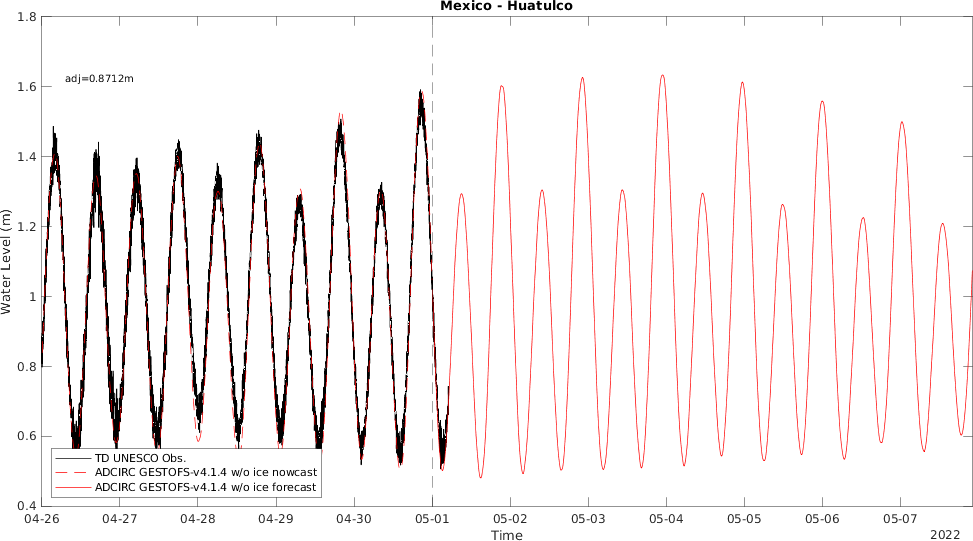 Mexico - Huatulco
1.8
1.6
1.4
1.2
1
0.8
0.6
0.4
Water Level (m)
adj=0.8712m
TD UNESCO Obs.
ADCIRC GESTOFS-v4.1.4 w/o ice nowcast
ADCIRC GESTOFS-v4.1.4 w/o ice forecast
04-26 04-27 04-28 04-29 04-30 05-01 05-02 05-03 05-04 05-05 05-06 05-07
Time
2022